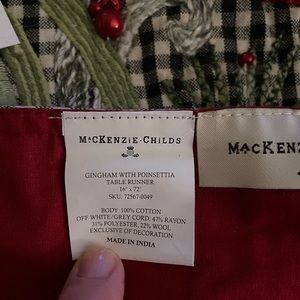 MACKENZIE-CHILDS
GINGHAM WITH POINSETTIA
TABLE RUNNER
16" x 72"
SKU: 72567-0049
BODY: 100% COTTON
OFF WHITE/GREY CORD: 47% RAYON
31% POLYESTER, 22% WOOL
EXCLUSIVE OF DECORATION
MADE IN INDIA
MACKENZ